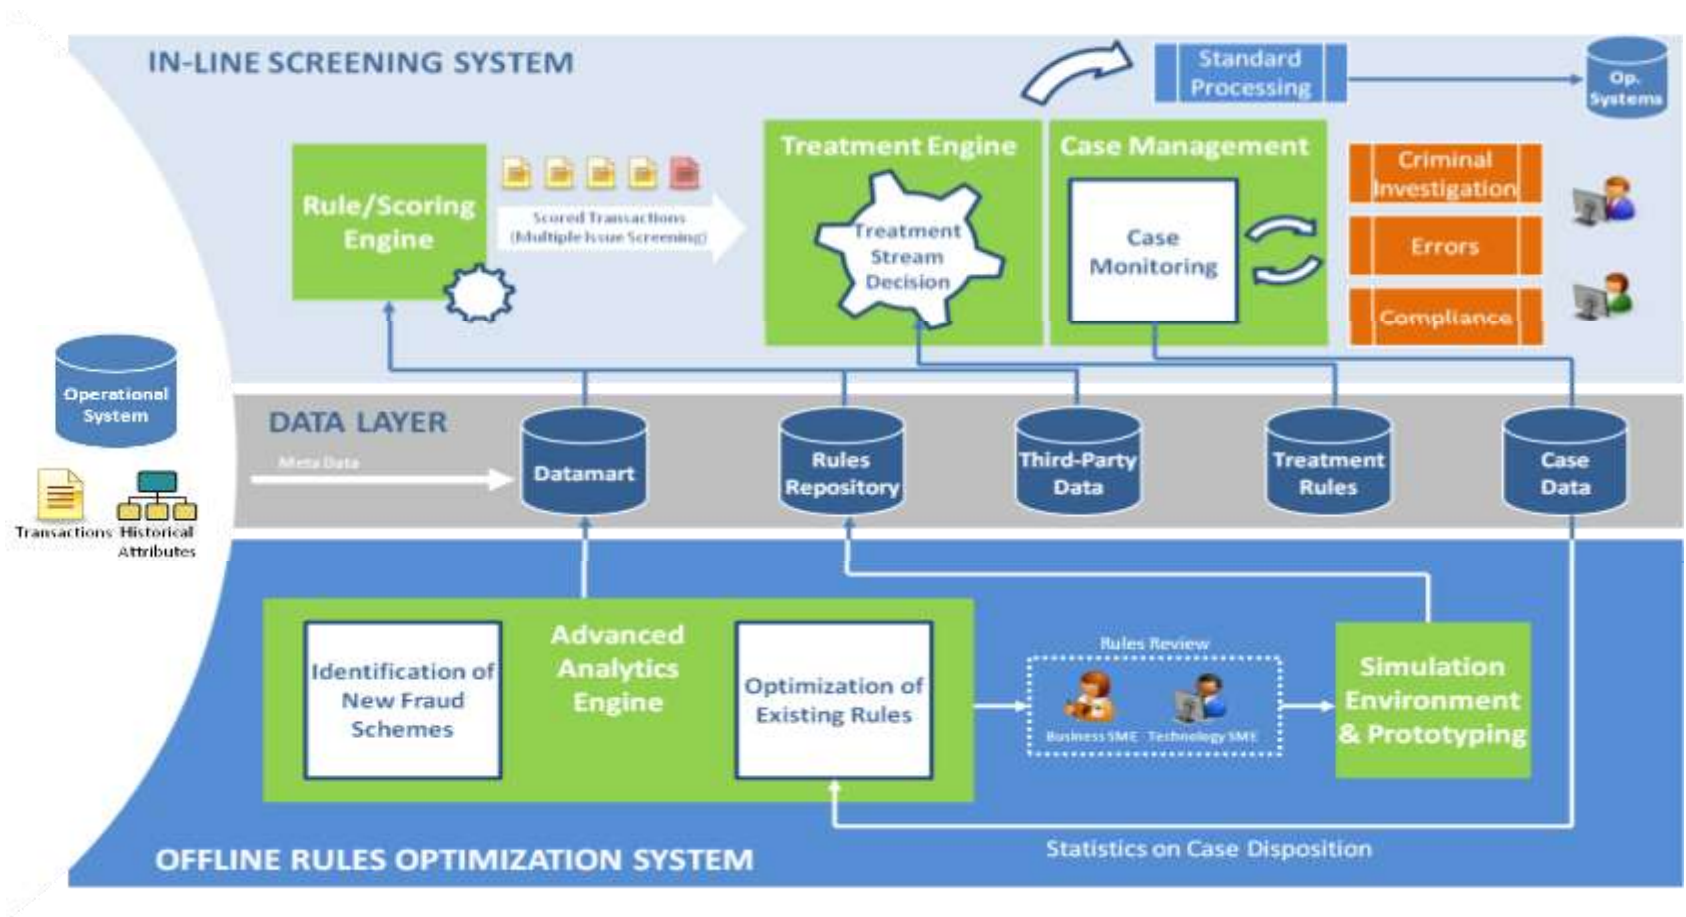 IN-LINE SCREENING SYSTEM
Standard
Processing
Op.
Systems
Rule/Scoring
Engine
Scored Transactions
(Multiple Issue Screening)
Treatment Engine
Treatment
Stream
Decision
Case Management
Case
Monitoring
Criminal
Investigation
Errors
Compliance
Operational
System
Transactions
Historical
Attributes
DATA LAYER
Meta Data
Datamart
Rules
Repository
Third-Party
Data
Treatment
Rules
Case
Data
Identification of
New Fraud
Schemes
Advanced
Analytics
Engine
Optimization of
Existing Rules
Rules Review
Business SME
Technology SME
Simulation
Environment
& Prototyping
Statistics on Case Disposition
OFFLINE RULES OPTIMIZATION SYSTEM